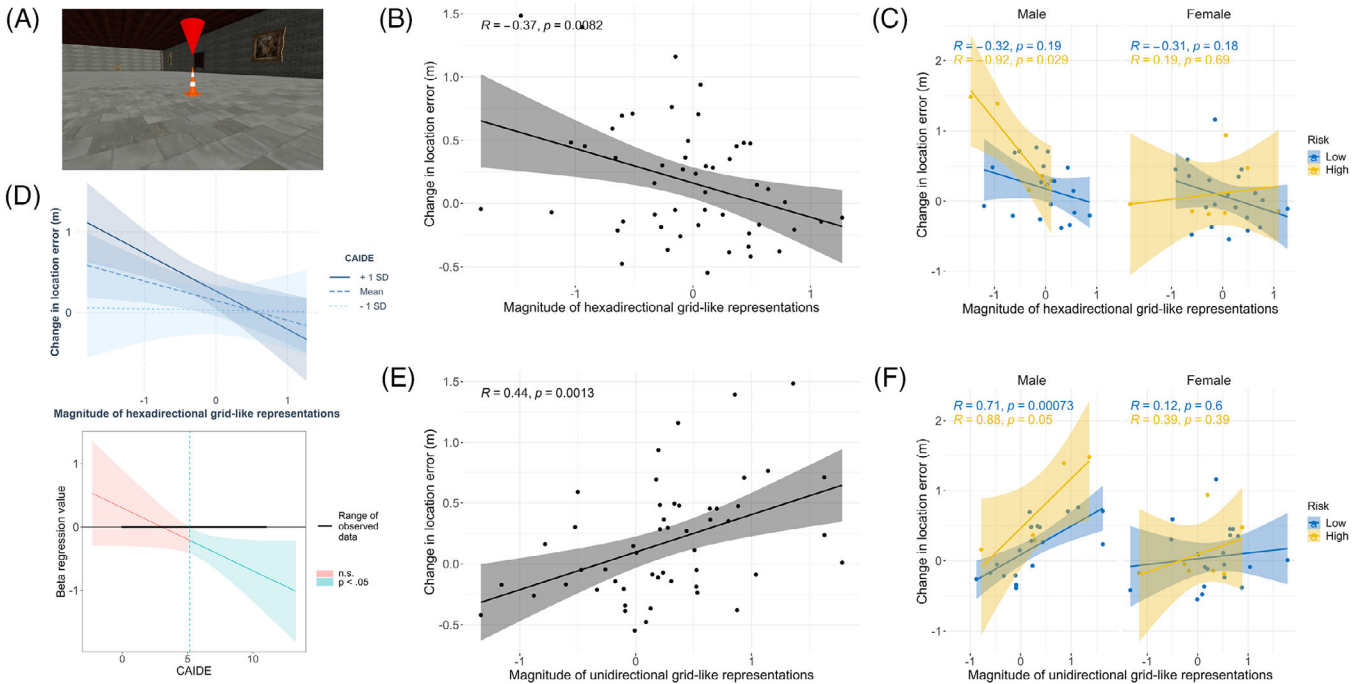 (A)
(B)
1.5
1.0
0.5
0.0
-0.5
R = −0.37, p = 0.0082
Change in location error (m)
-1
0
1
Magnitude of hexadirectional grid-like representations
(C)
Male
Female
R = −0.32, p = 0.19
R = −0.92, p = 0.029
R = −0.31, p = 0.18
R = 0.19, p = 0.69
Change in location error (m)
2
1
0
-1
-1
0
1
-1
0
1
Magnitude of hexadirectional grid-like representations
Risk
Low
High
(D)
Change in location error (m)
1
0
-1
0
1
Magnitude of hexadirectional grid-like representations
CAIDE
+ 1 SD
Mean
- 1 SD
Beta regression value
1
0
-1
0
5
10
CAIDE
Range of
observed
data
n.s.
p < .05
(E)
1.5
1.0
0.5
0.0
-0.5
R = 0.44, p = 0.0013
Change in location error (m)
-1
0
1
Magnitude of unidirectional grid-like representations
(F)
Male
Female
R = 0.71, p = 0.00073
R = 0.88, p = 0.05
R = 0.12, p = 0.6
R = 0.39, p = 0.39
Change in location error (m)
2
1
0
-1
-1
0
1
-1
0
1
Magnitude of unidirectional grid-like representations
Risk
Low
High